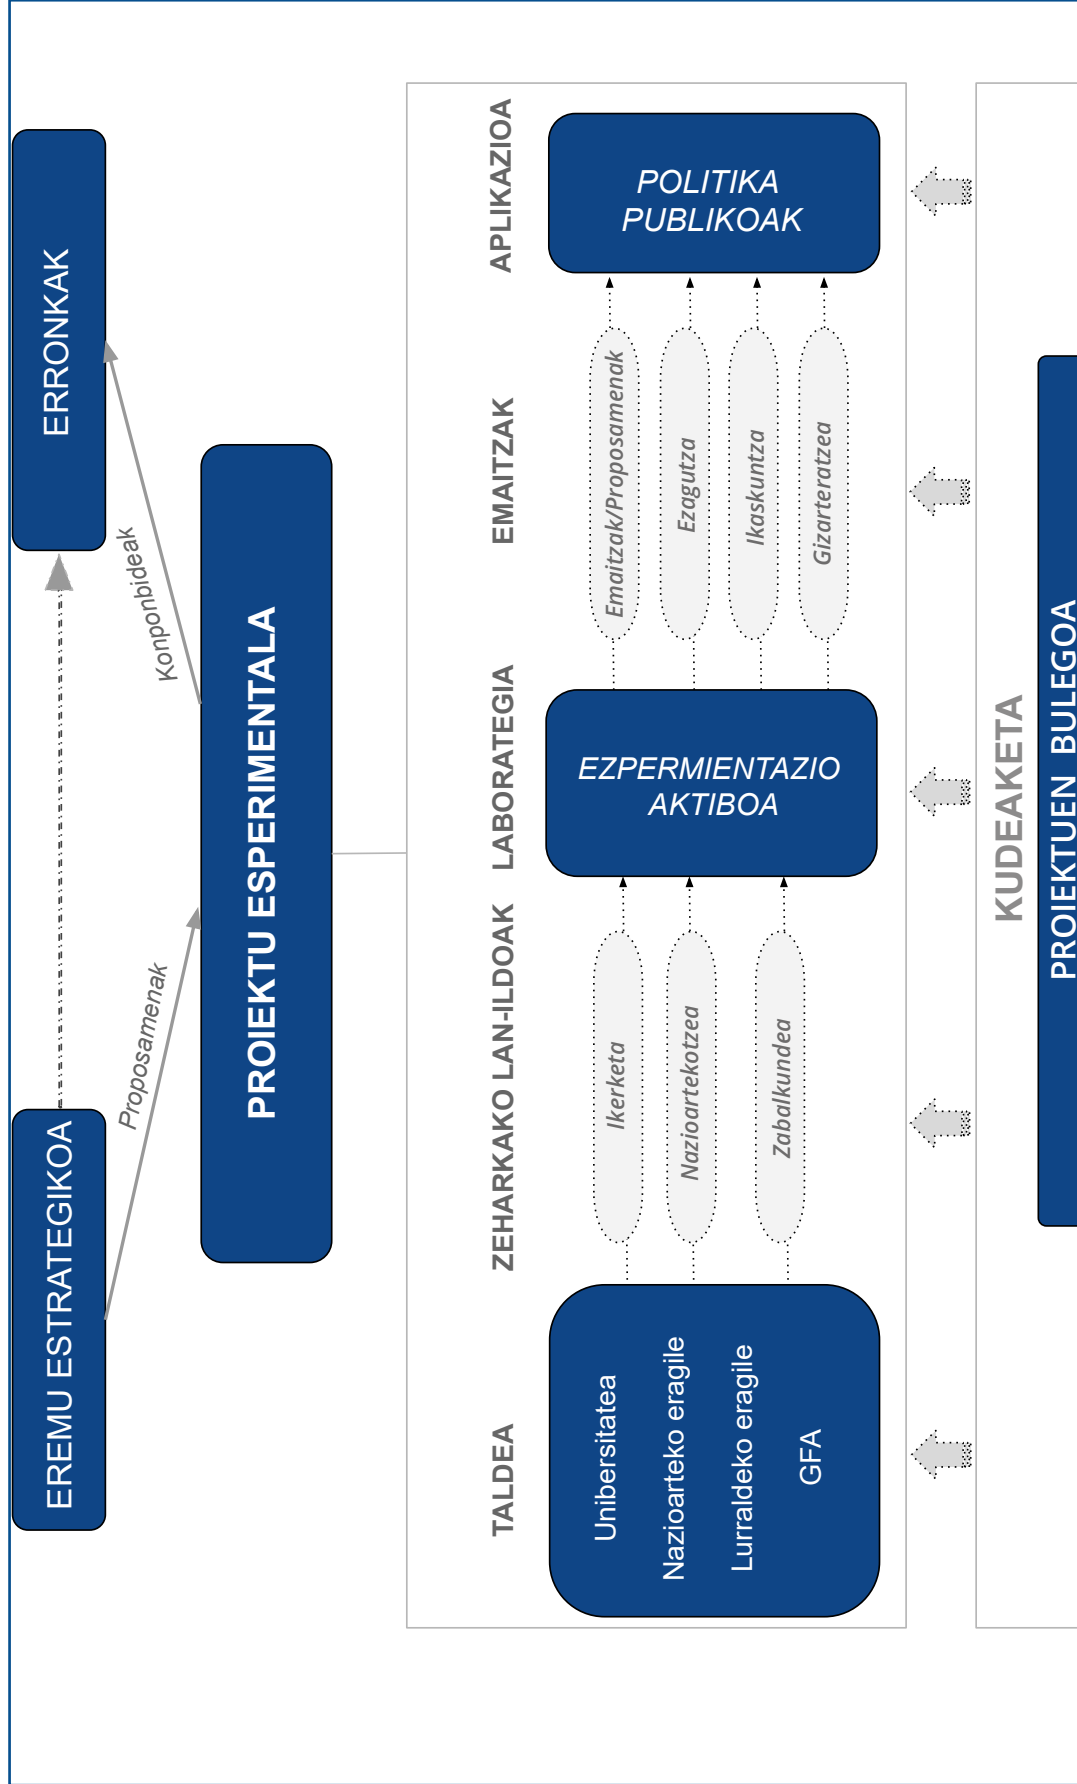 EREMU ESTRATEGIKOA
ERRONKAK
Proposamenak
Konponbideak
PROIEKTU ESPERIMENTALA
TALDEA
ZEHARKAKO LAN-ILDOAK
LABORATEGIA
EMAITZAK
APLIKAZIOA
Unibersitatea
Nazioarteko eragile
Lurraldeko eragile
GFA
Ikerketa
Nazioartekotzea
Zabalkundea
EZPERMIENTAZIO
AKTIBOA
Emaitzak/Proposamenak
Ezagutza
Ikaskuntza
Gizarteratzea
POLITIKA
PUBLIKOAK
KUDEAKETA
PROIEKTUEN BULEGOA